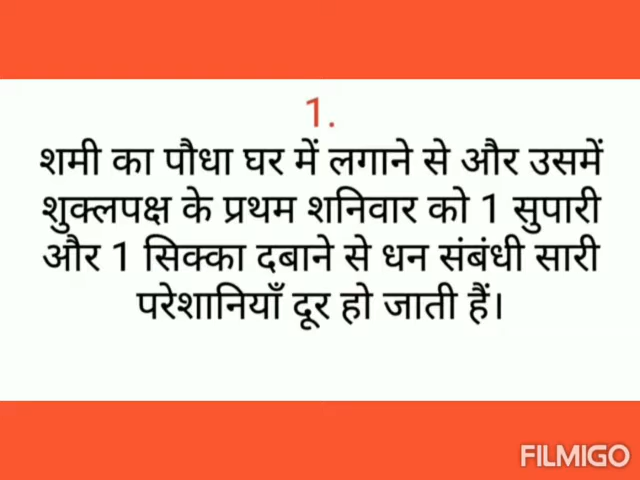 1.
शमी का पौधा घर में लगाने से और उसमें
शुक्लपक्ष के प्रथम शनिवार को 1 सुपारी
और 1 सिक्का दबाने से धन संबंधी सारी
परेशानियाँ दूर हो जाती हैं।
FILMIGO